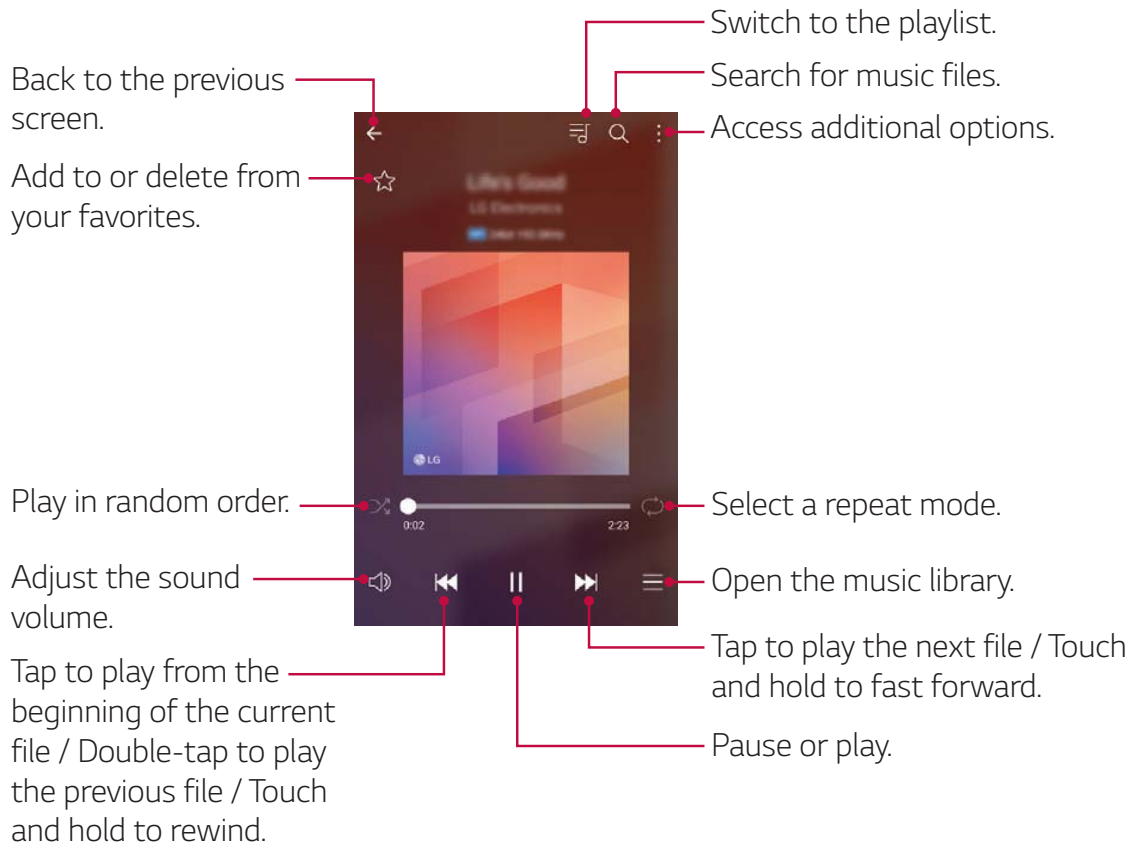 Switch to the playlist.
Back to the previous
screen.
Search for music files.
Access additional options.
Add to or delete from
your favorites.
Life's Good
LG Electronics
LG
Play in random order.
0:02
2:23
Select a repeat mode.
Adjust the sound
volume.
Open the music library.
Tap to play from the
beginning of the current
file / Double-tap to play
the previous file / Touch
and hold to rewind.
Tap to play the next file / Touch
and hold to fast forward.
Pause or play.